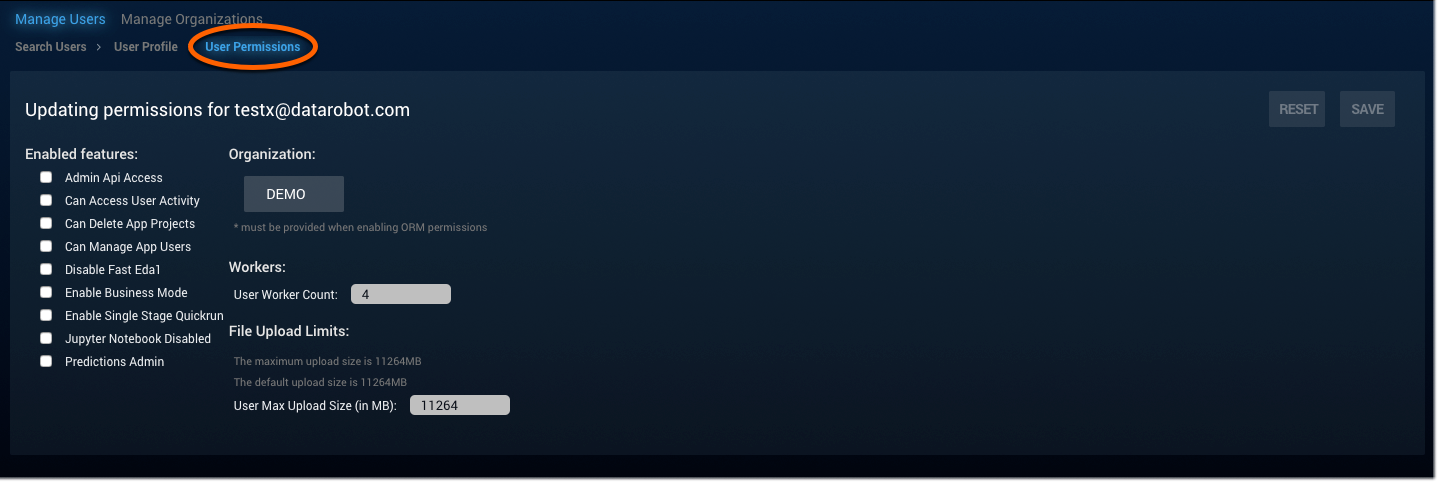 Manage Users Manage Organizations
Search Users > User Profile User Permissions
Updating permissions for testx@datarobot.com
RESET SAVE
Enabled features:
Admin Api Access
Can Access User Activity
Can Delete App Projects
Can Manage App Users
Disable Fast Eda1
Enable Business Mode
Enable Single Stage Quickrun
Jupyter Notebook Disabled
Predictions Admin
Organization:
DEMO
* must be provided when enabling ORM permissions
Workers:
User Worker Count: 4
File Upload Limits:
The maximum upload size is 11264MB
The default upload size is 11264MB
User Max Upload Size (in MB): 11264